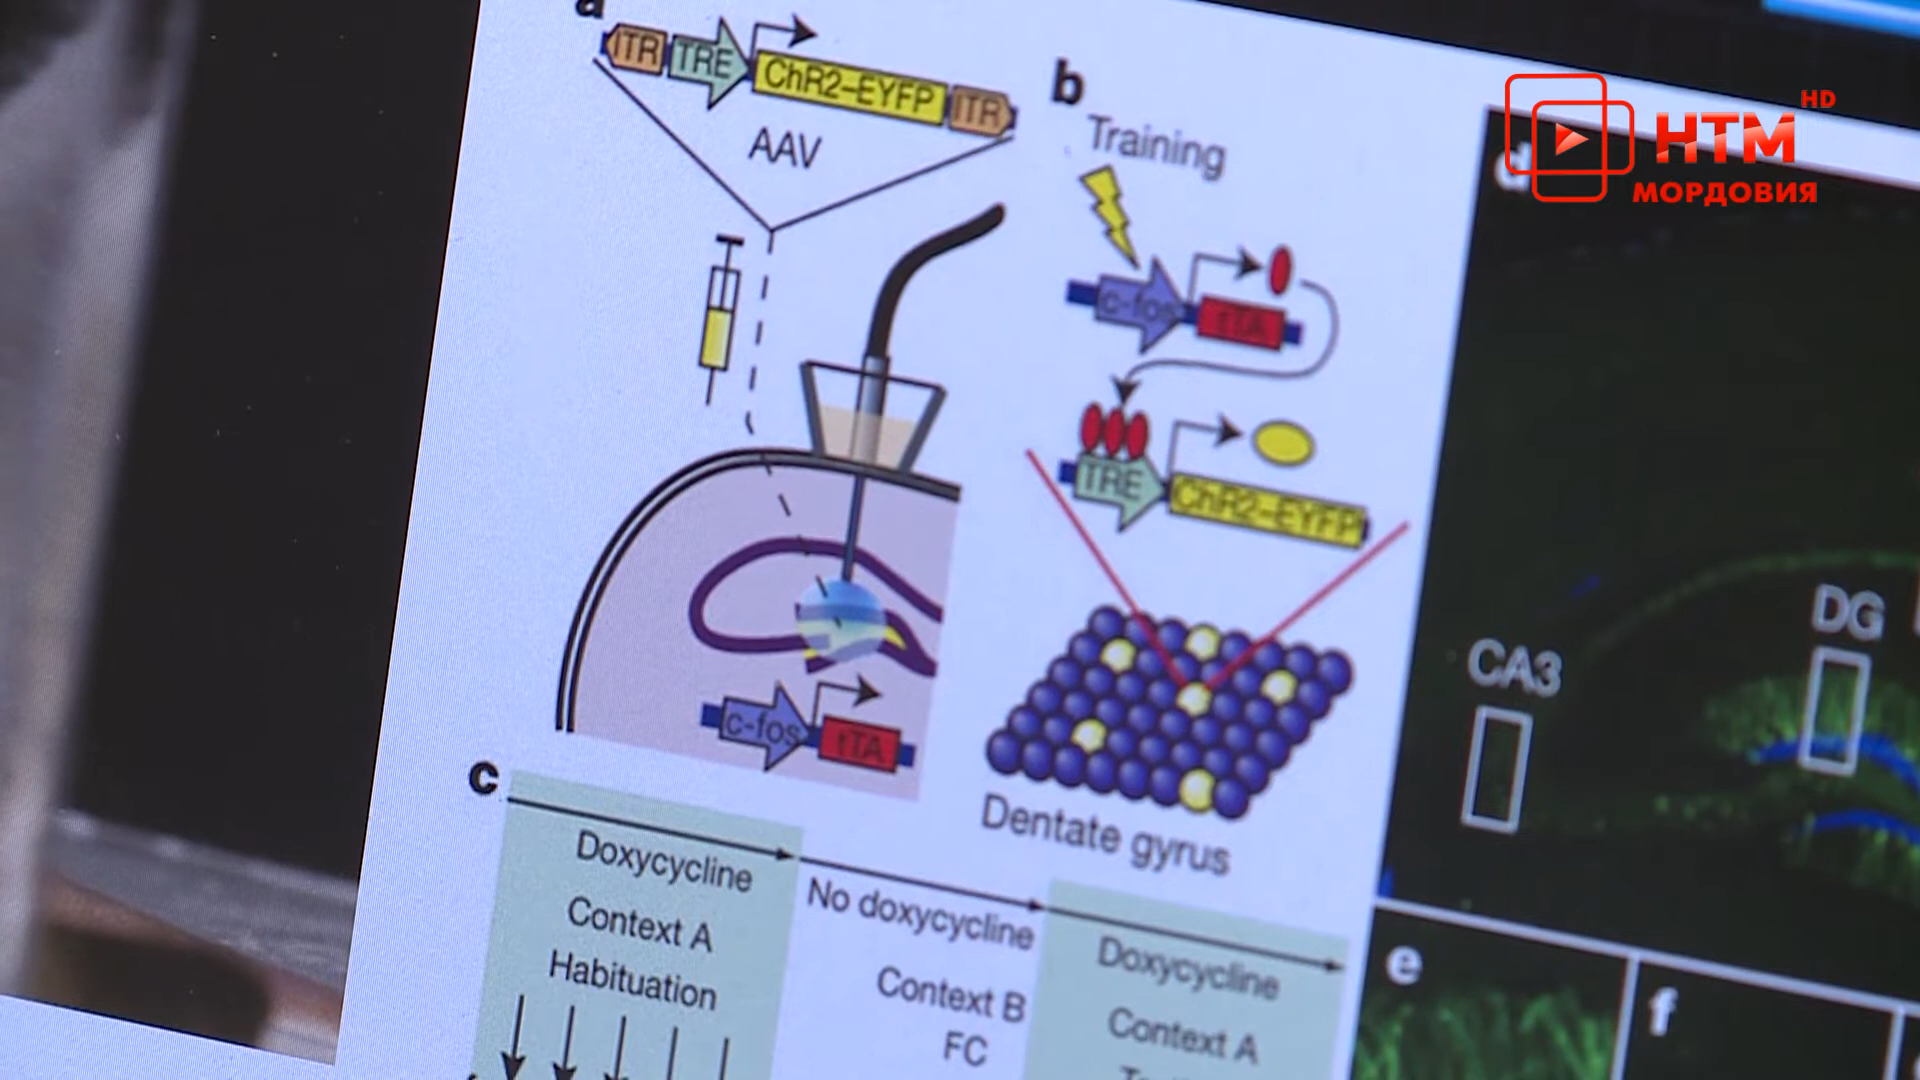 a
ITR TRE ChR2–EYFP ITR
AAV
c-fos tTA
b
Training
c-fos tTA
TRE ChR2–EYFP
Dentate gyrus
c
Doxycycline
Context A
Habituation
No doxycycline
Context B
FC
Doxycycline
Context A
d
CA3
DG
e
f
HD
НТМ
МОРДОВИЯ